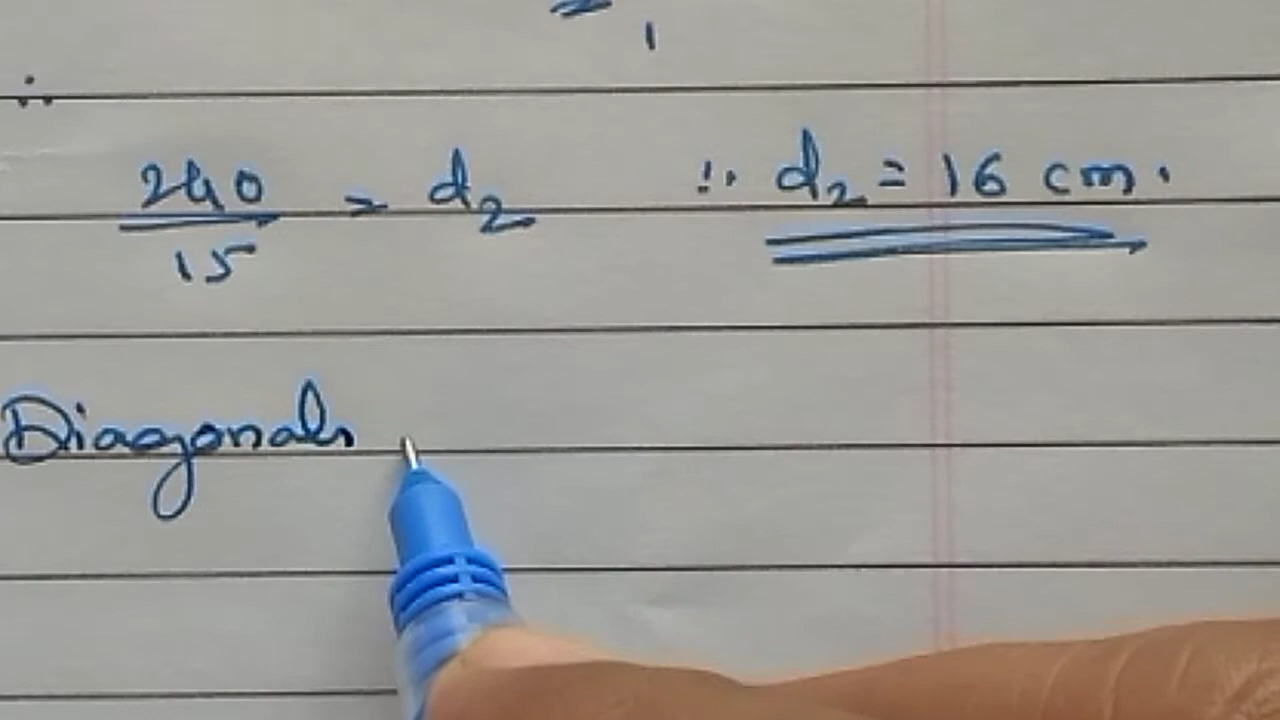 ∴
240/15 = d₂ ∴ d₂ = 16 cm.
Diagonals